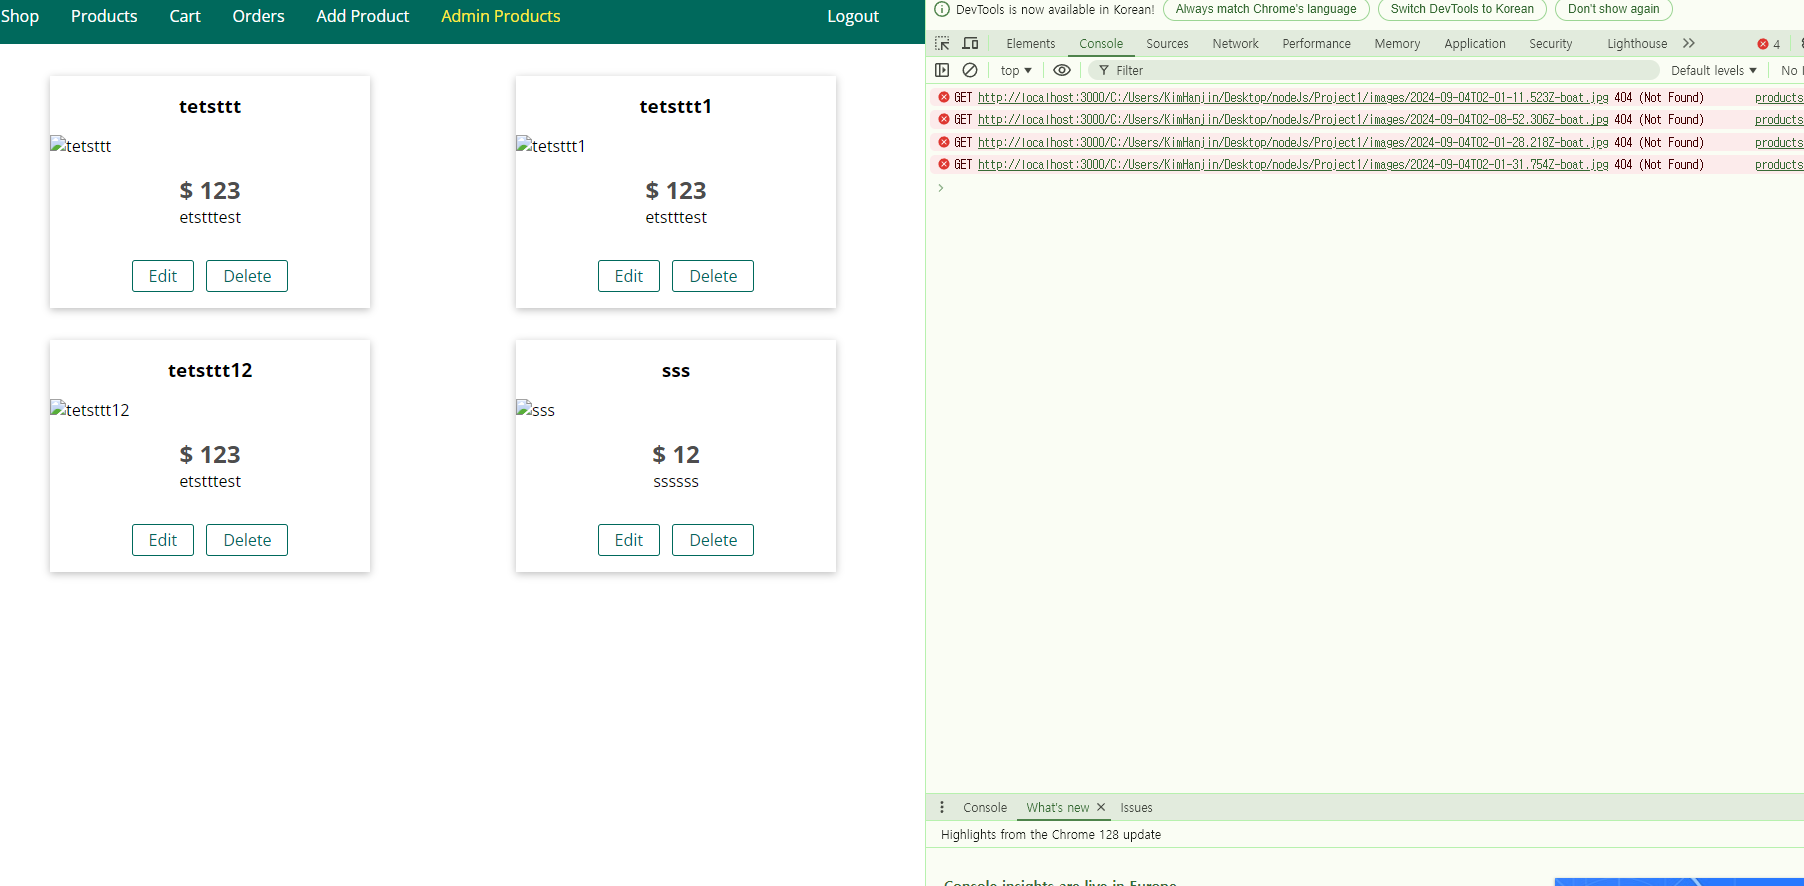 Shop Products Cart Orders Add Product Admin Products Logout
tetsttt
tetsttt
$ 123
etstttest
Edit Delete
tetsttt1
tetsttt1
$ 123
etstttest
Edit Delete
tetsttt12
tetsttt12
$ 123
etstttest
Edit Delete
sss
sss
$ 12
ssssss
Edit Delete
DevTools is now available in Korean! Always match Chrome's language Switch DevTools to Korean Don't show again
Elements Console Sources Network Performance Memory Application Security Lighthouse 4
top Filter Default levels No
GET http://localhost:3000/C:/Users/KimHanjin/Desktop/nodeJs/Project1/images/2024-09-04T02-01-11.523Z-boat.jpg 404 (Not Found) products
GET http://localhost:3000/C:/Users/KimHanjin/Desktop/nodeJs/Project1/images/2024-09-04T02-08-52.306Z-boat.jpg 404 (Not Found) products
GET http://localhost:3000/C:/Users/KimHanjin/Desktop/nodeJs/Project1/images/2024-09-04T02-01-28.218Z-boat.jpg 404 (Not Found) products
GET http://localhost:3000/C:/Users/KimHanjin/Desktop/nodeJs/Project1/images/2024-09-04T02-01-31.754Z-boat.jpg 404 (Not Found) products
Console What's new Issues
Highlights from the Chrome 128 update
Console insights are live in Europe